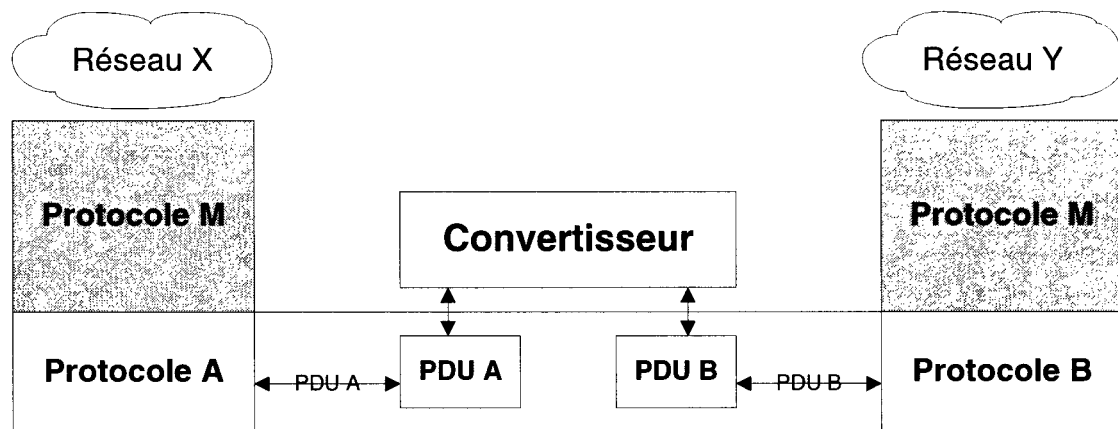 Réseau X
Réseau Y
Protocole M
Protocole M
Convertisseur
Protocole A
PDU A
PDU A
PDU B
PDU B
Protocole B